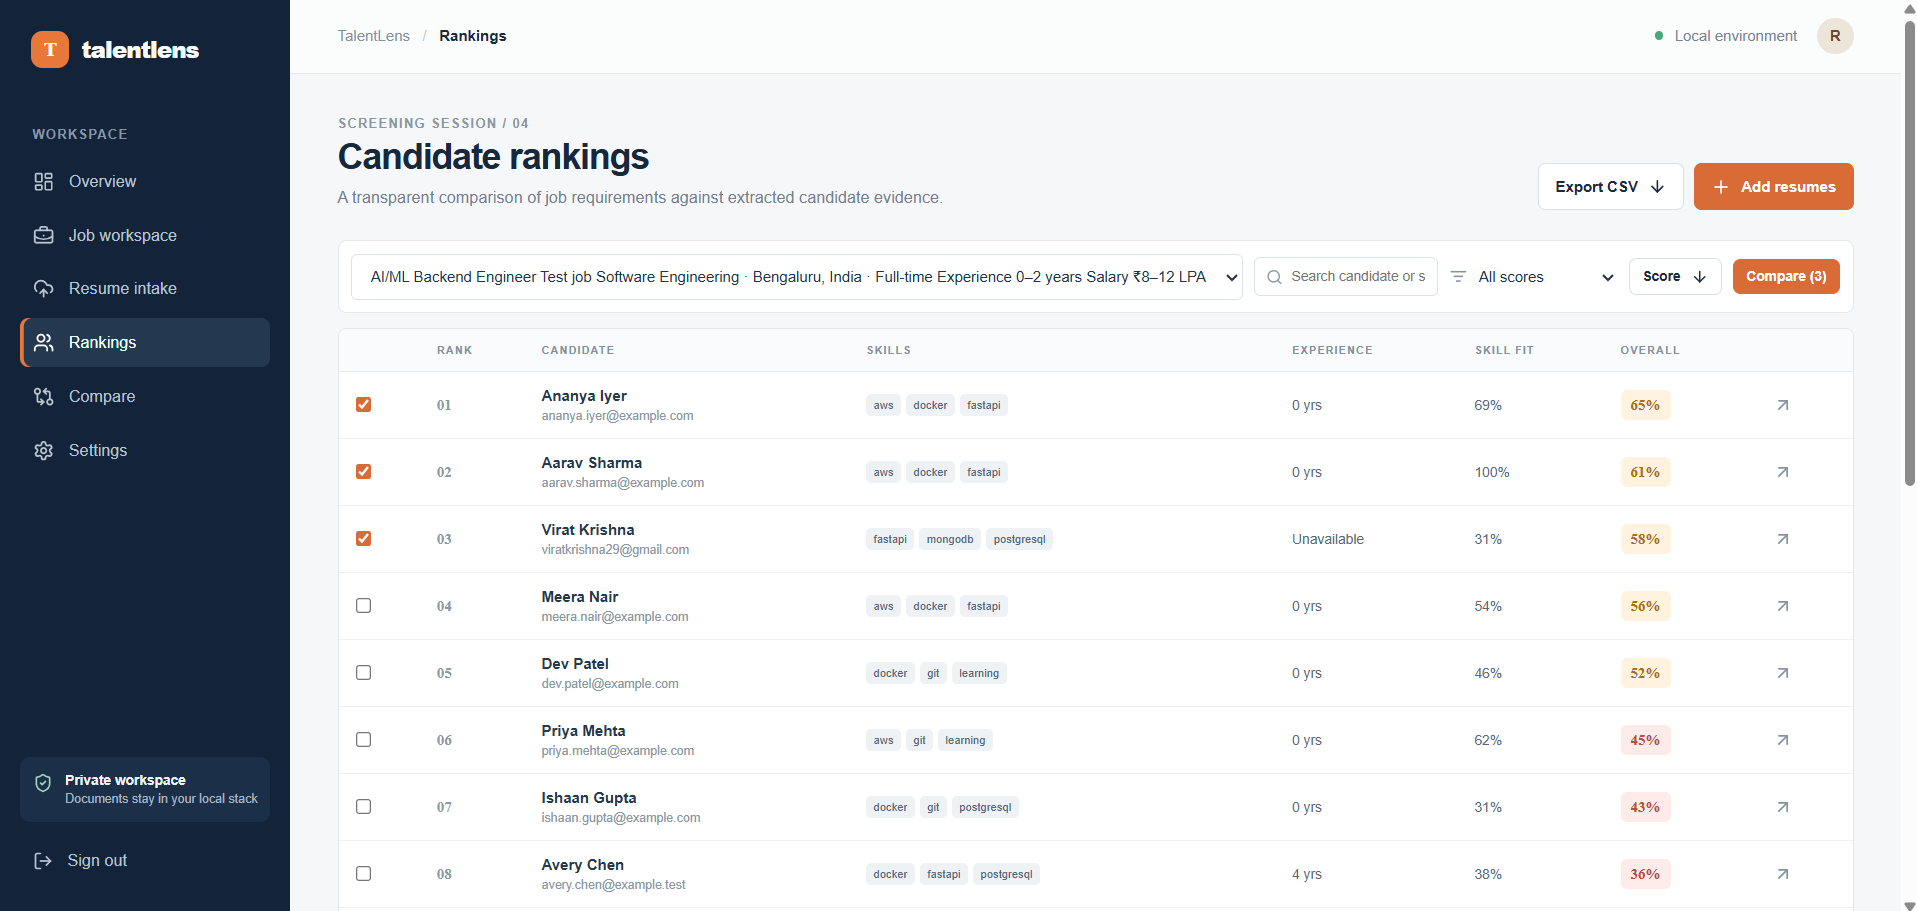 T talentlens
WORKSPACE
Overview
Job workspace
Resume intake
Rankings
Compare
Settings
Private workspace
Documents stay in your local stack
Sign out
TalentLens / Rankings
Local environment R
SCREENING SESSION / 04
Candidate rankings
A transparent comparison of job requirements against extracted candidate evidence.
Export CSV
Add resumes
AI/ML Backend Engineer Test job Software Engineering · Bengaluru, India · Full-time Experience 0–2 years Salary ₹8–12 LPA Search candidate or s All scores Score Compare (3)
RANK CANDIDATE SKILLS EXPERIENCE SKILL FIT OVERALL
01 Ananya Iyer aws docker fastapi 0 yrs 69% 65%
ananya.iyer@example.com
02 Aarav Sharma aws docker fastapi 0 yrs 100% 61%
aarav.sharma@example.com
03 Virat Krishna fastapi mongodb postgresql Unavailable 31% 58%
viratkrishna29@gmail.com
04 Meera Nair aws docker fastapi 0 yrs 54% 56%
meera.nair@example.com
05 Dev Patel docker git learning 0 yrs 46% 52%
dev.patel@example.com
06 Priya Mehta aws git learning 0 yrs 62% 45%
priya.mehta@example.com
07 Ishaan Gupta docker git postgresql 0 yrs 31% 43%
ishaan.gupta@example.com
08 Avery Chen docker fastapi postgresql 4 yrs 38% 36%
avery.chen@example.test